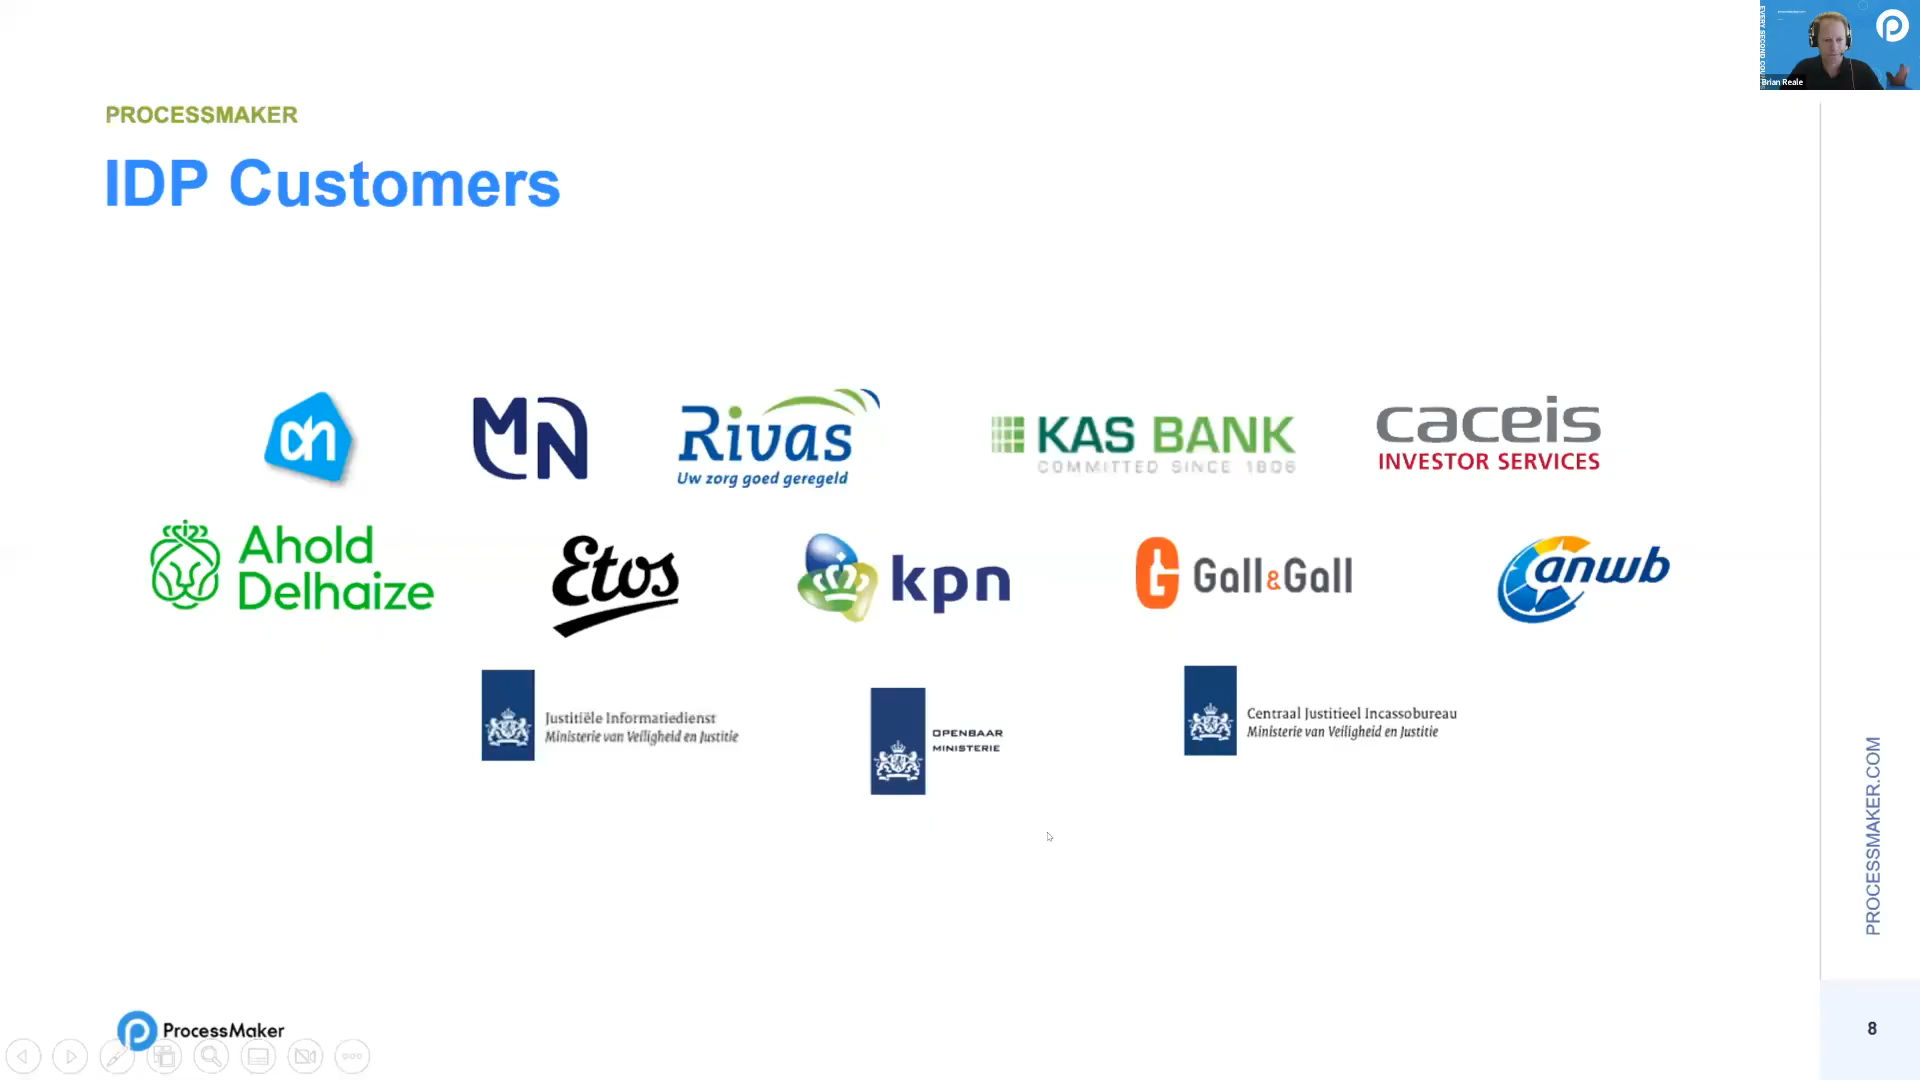 Brian Reale
PROCESSMAKER
IDP Customers
ah
MN
Rivas
Uw zorg goed geregeld
KAS BANK
COMMITTED SINCE 1806
caceis
INVESTOR SERVICES
Ahold
Delhaize
Etos
kpn
Gall&Gall
anwb
Justitiële Informatiedienst
Ministerie van Veiligheid en Justitie
OPENBAAR
MINISTERIE
Centraal Justitieel Incassobureau
Ministerie van Veiligheid en Justitie
PROCESSMAKER.COM
ProcessMaker
8